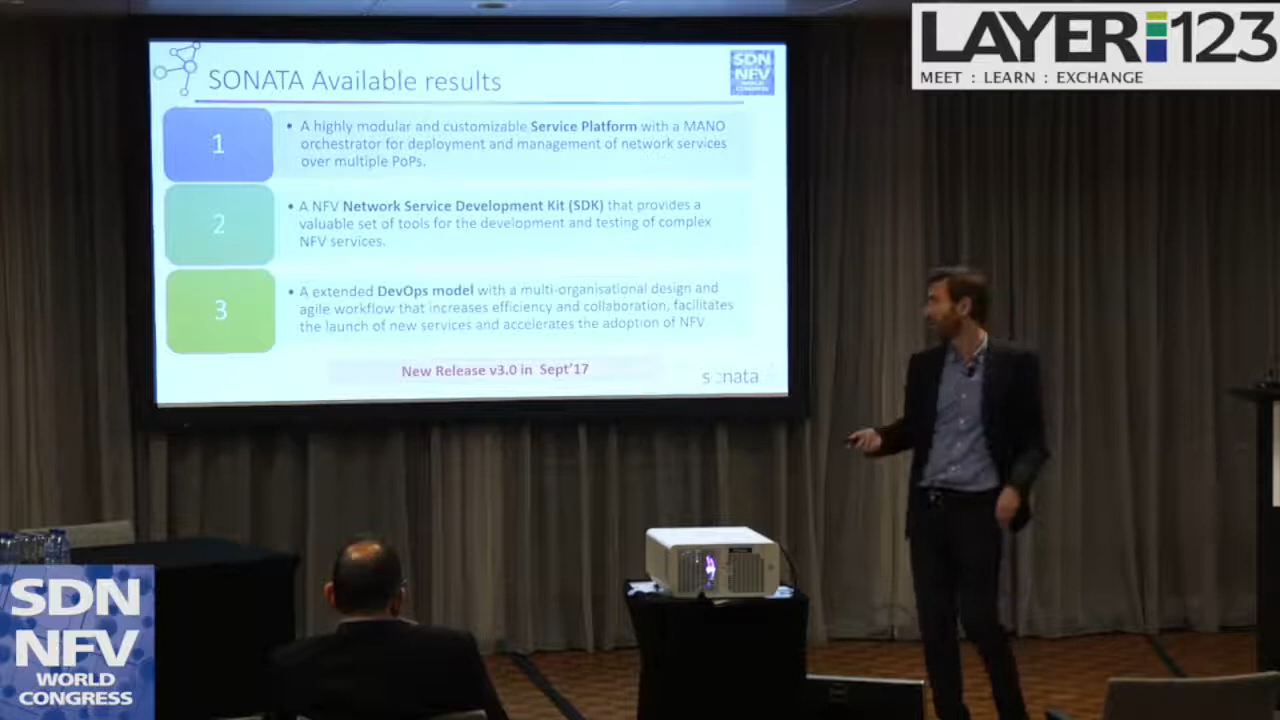 LAYER123
MEET : LEARN : EXCHANGE
SONATA Available results
SDN
NFV
WORLD
CONGRESS
1
• A highly modular and customizable Service Platform with a MANO
orchestrator for deployment and management of network services
over multiple PoPs.
2
• A NFV Network Service Development Kit (SDK) that provides a
valuable set of tools for the development and testing of complex
NFV services.
3
• A extended DevOps model with a multi-organisational design and
agile workflow that increases efficiency and collaboration, facilitates
the launch of new services and accelerates the adoption of NFV
New Release v3.0 in Sept'17
sonata
SDN
NFV
WORLD
CONGRESS